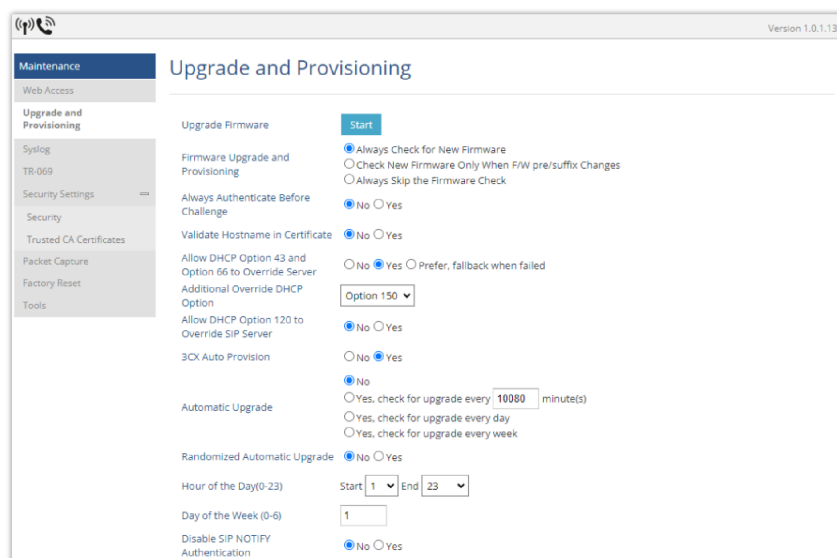 Version 1.0.1.13
Maintenance
Web Access
Upgrade and
Provisioning
Syslog
TR-069
Security Settings
Security
Trusted CA Certificates
Packet Capture
Factory Reset
Tools
Upgrade and Provisioning
Upgrade Firmware Start
Firmware Upgrade and
Provisioning
Always Check for New Firmware
Check New Firmware Only When F/W pre/suffix Changes
Always Skip the Firmware Check
Always Authenticate Before
Challenge
No Yes
Validate Hostname in Certificate No Yes
Allow DHCP Option 43 and
Option 66 to Override Server
No Yes Prefer, fallback when failed
Additional Override DHCP
Option
Option 150
Allow DHCP Option 120 to
Override SIP Server
No Yes
3CX Auto Provision No Yes
Automatic Upgrade
No
Yes, check for upgrade every 10080 minute(s)
Yes, check for upgrade every day
Yes, check for upgrade every week
Randomized Automatic Upgrade No Yes
Hour of the Day(0-23) Start 1 End 23
Day of the Week (0-6) 1
Disable SIP NOTIFY
Authentication
No Yes